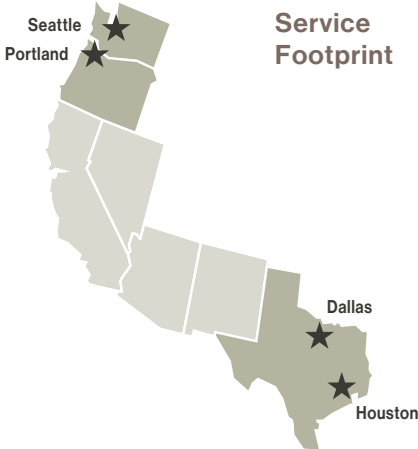 Service
Footprint
Seattle
Portland
Dallas
Houston